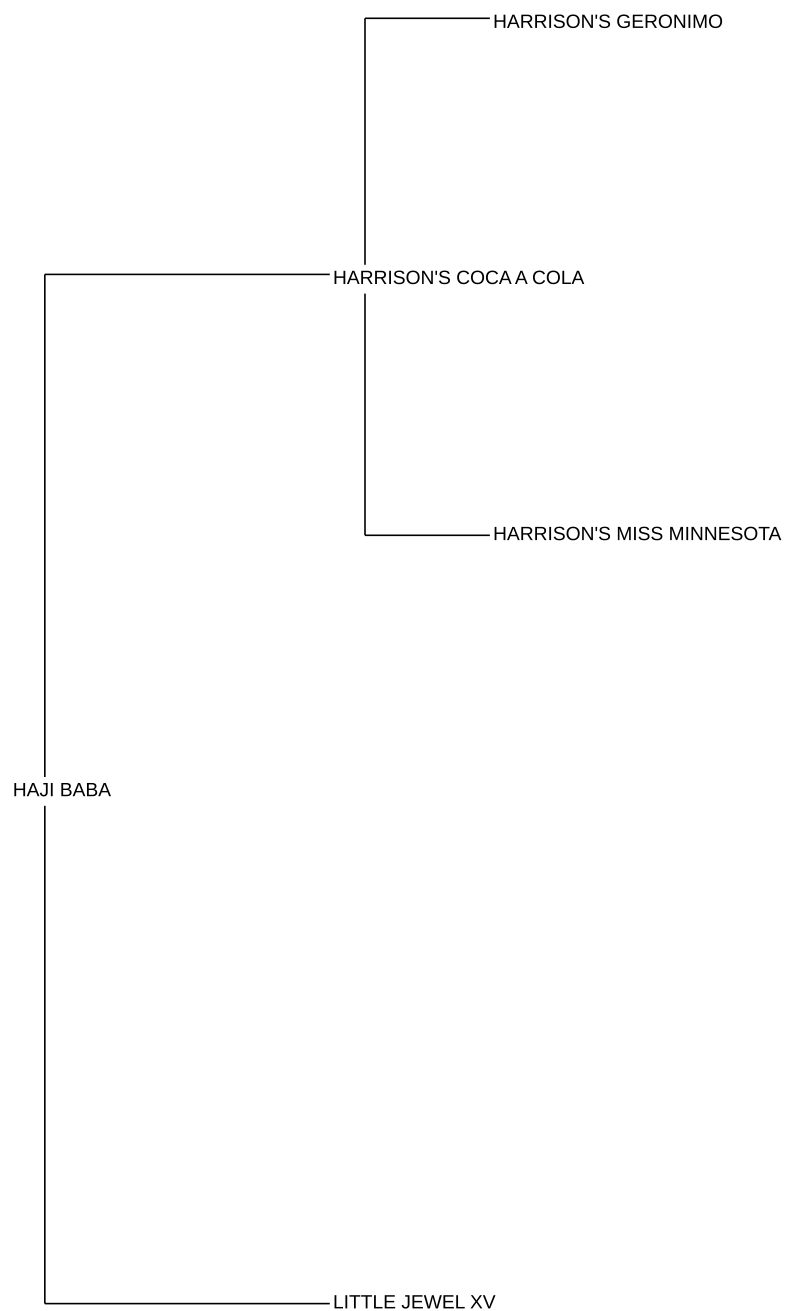 HARRISON'S GERONIMO
HARRISON'S COCA A COLA
HARRISON'S MISS MINNESOTA
HAJI BABA
LITTLE JEWEL XV